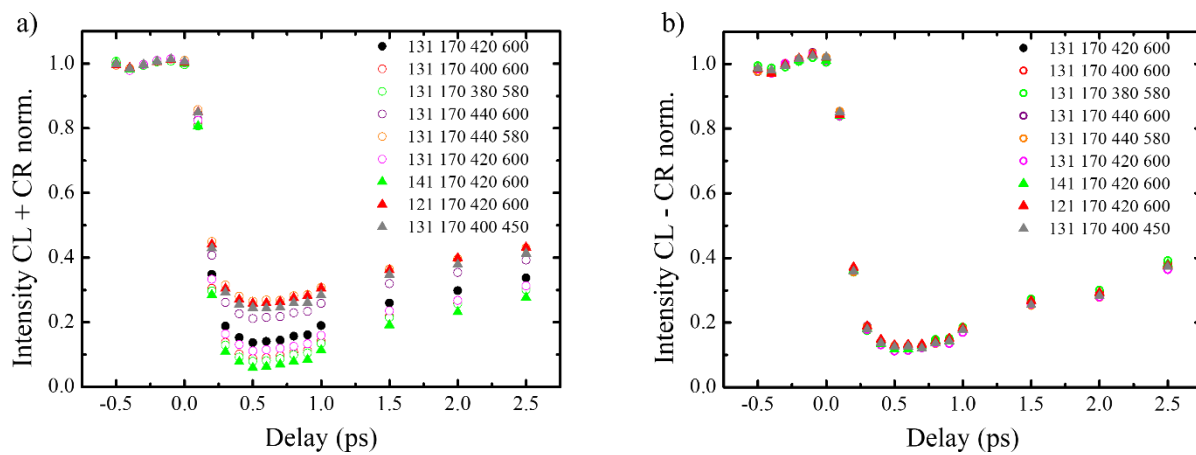 a)
Intensity CL + CR norm.
1.0
0.8
0.6
0.4
0.2
0.0
131 170 420 600
131 170 400 600
131 170 380 580
131 170 440 600
131 170 440 580
131 170 420 600
141 170 420 600
121 170 420 600
131 170 400 450
-0.5 0.0 0.5 1.0 1.5 2.0 2.5
Delay (ps)
b)
Intensity CL - CR norm.
1.0
0.8
0.6
0.4
0.2
0.0
131 170 420 600
131 170 400 600
131 170 380 580
131 170 440 600
131 170 440 580
131 170 420 600
141 170 420 600
121 170 420 600
131 170 400 450
-0.5 0.0 0.5 1.0 1.5 2.0 2.5
Delay (ps)